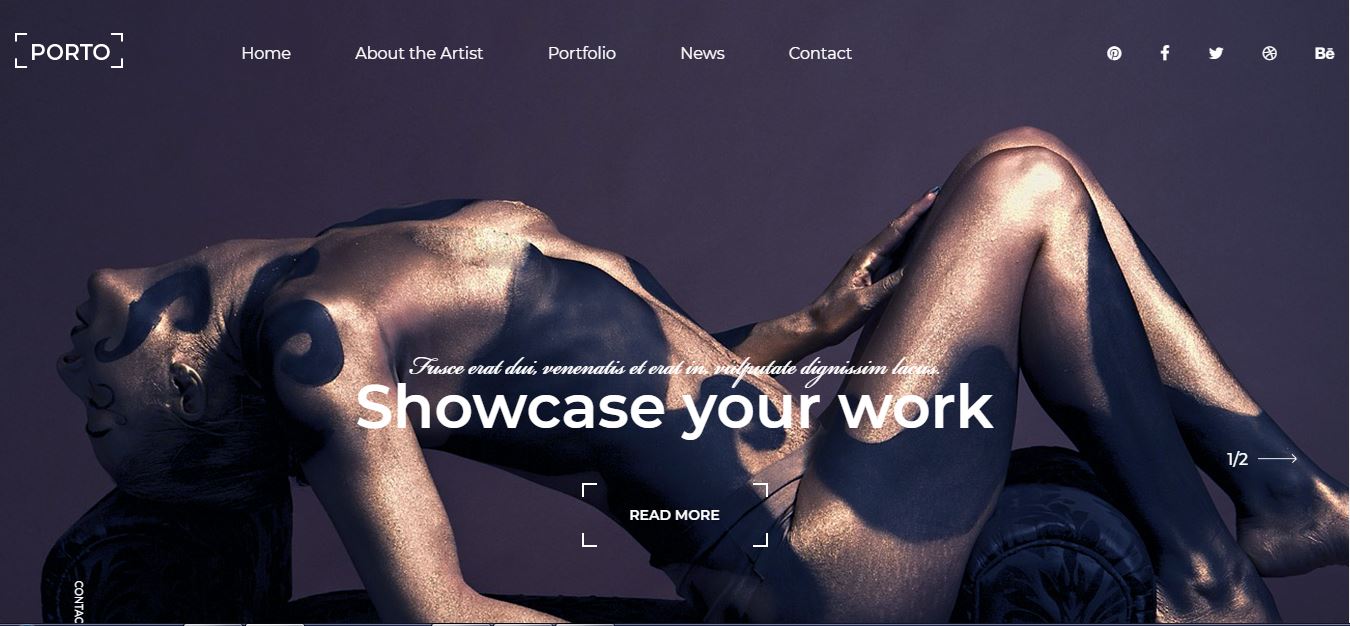 PORTO
Home About the Artist Portfolio News Contact
Bē
Fusce erat dui, venenatis et erat in, vulputate dignissim lacus.
Showcase your work
1/2
READ MORE
CONTAC